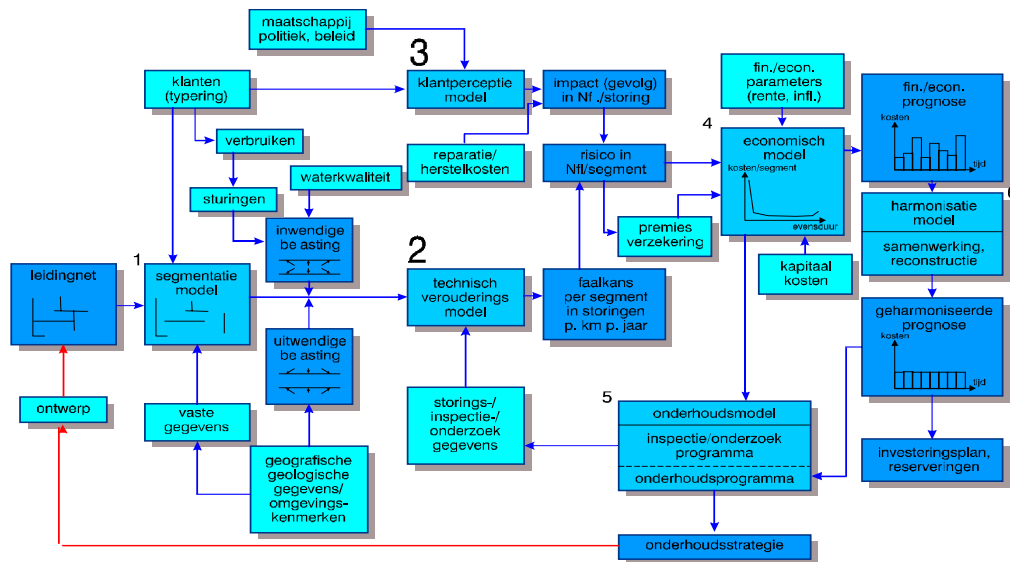 maatschappij
politiek, beleid
3
klanten
(typering)
klantperceptie
model
impact (gevolg)
in Nf ./storing
fin./econ.
parameters
(rente, infl.)
fin./econ.
prognose
kosten
tijd
verbruiken
reparatie/
herstelkosten
risico in
Nfl/segment
4
economisch
model
kosten/segment
evensduur
waterkwaliteit
sturingen
premies
verzekering
harmonisatie
model
samenwerking,
reconstructie
inwendige
be asting
kapitaal
kosten
leidingnet
1
segmentatie
model
2
technisch
verouderings
model
faalkans
per segment
in storingen
p. km p. jaar
geharmoniseerde
prognose
kosten
tijd
uitwendige
be asting
ontwerp
vaste
gegevens
storings-/
inspectie-/
onderzoek
gegevens
5
onderhoudsmodel
inspectie/onderzoek
programma
onderhoudsprogramma
investeringsplan,
reserveringen
geografische
geologische
gegevens/
omgevings-
kenmerken
onderhoudsstrategie